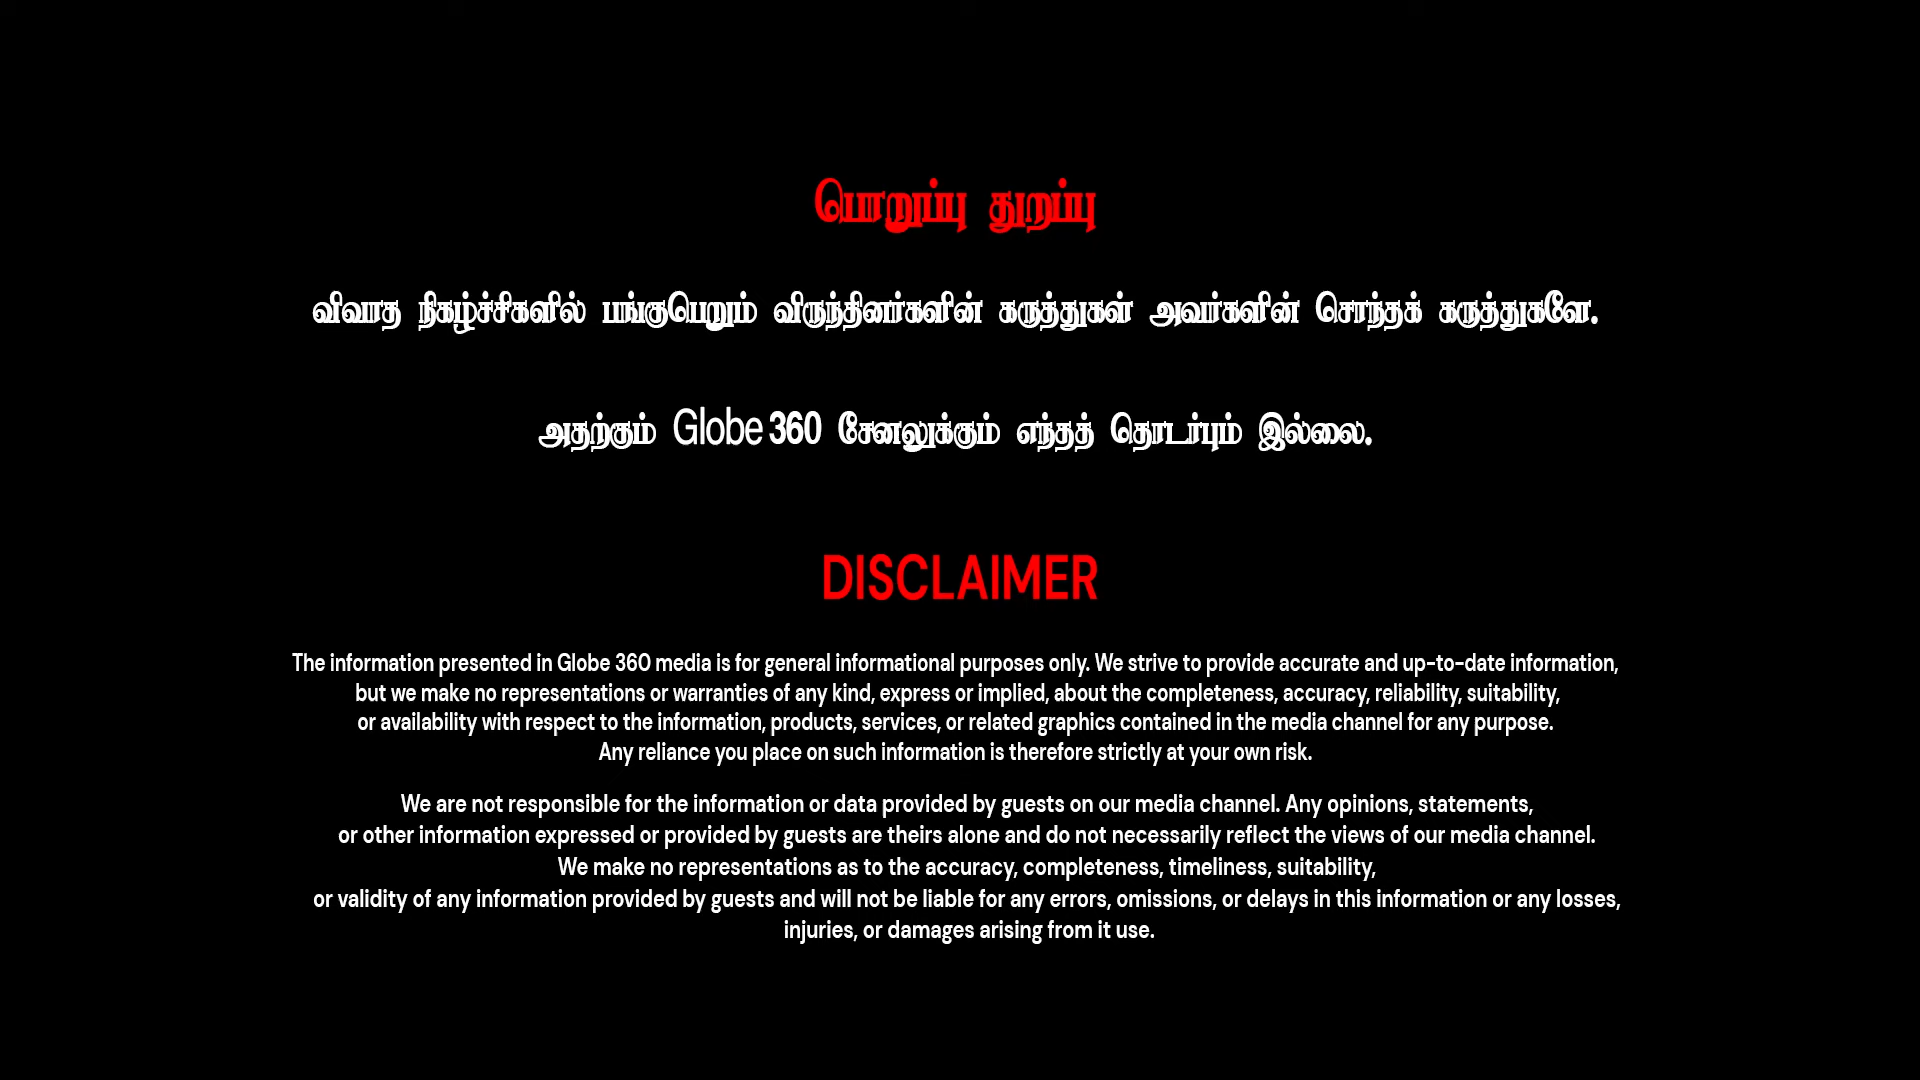 பொறுப்பு துறப்பு
விவாத நிகழ்ச்சிகளில் பங்குபெறும் விருந்தினர்களின் கருத்துகள் அவர்களின் சொந்தக் கருத்துகளே.
அதற்கும் Globe 360 சேனலுக்கும் எந்தத் தொடர்பும் இல்லை.
DISCLAIMER
The information presented in Globe 360 media is for general informational purposes only. We strive to provide accurate and up-to-date information,
but we make no representations or warranties of any kind, express or implied, about the completeness, accuracy, reliability, suitability,
or availability with respect to the information, products, services, or related graphics contained in the media channel for any purpose.
Any reliance you place on such information is therefore strictly at your own risk.
We are not responsible for the information or data provided by guests on our media channel. Any opinions, statements,
or other information expressed or provided by guests are theirs alone and do not necessarily reflect the views of our media channel.
We make no representations as to the accuracy, completeness, timeliness, suitability,
or validity of any information provided by guests and will not be liable for any errors, omissions, or delays in this information or any losses,
injuries, or damages arising from it use.